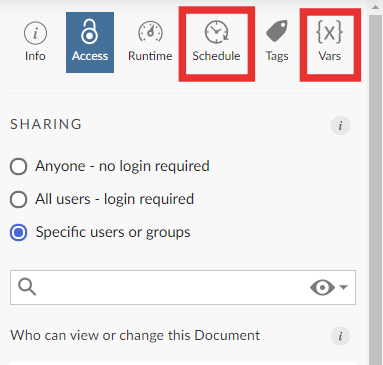 Info Access Runtime Schedule Tags {x} Vars
SHARING
Anyone - no login required
All users - login required
Specific users or groups
Who can view or change this Document